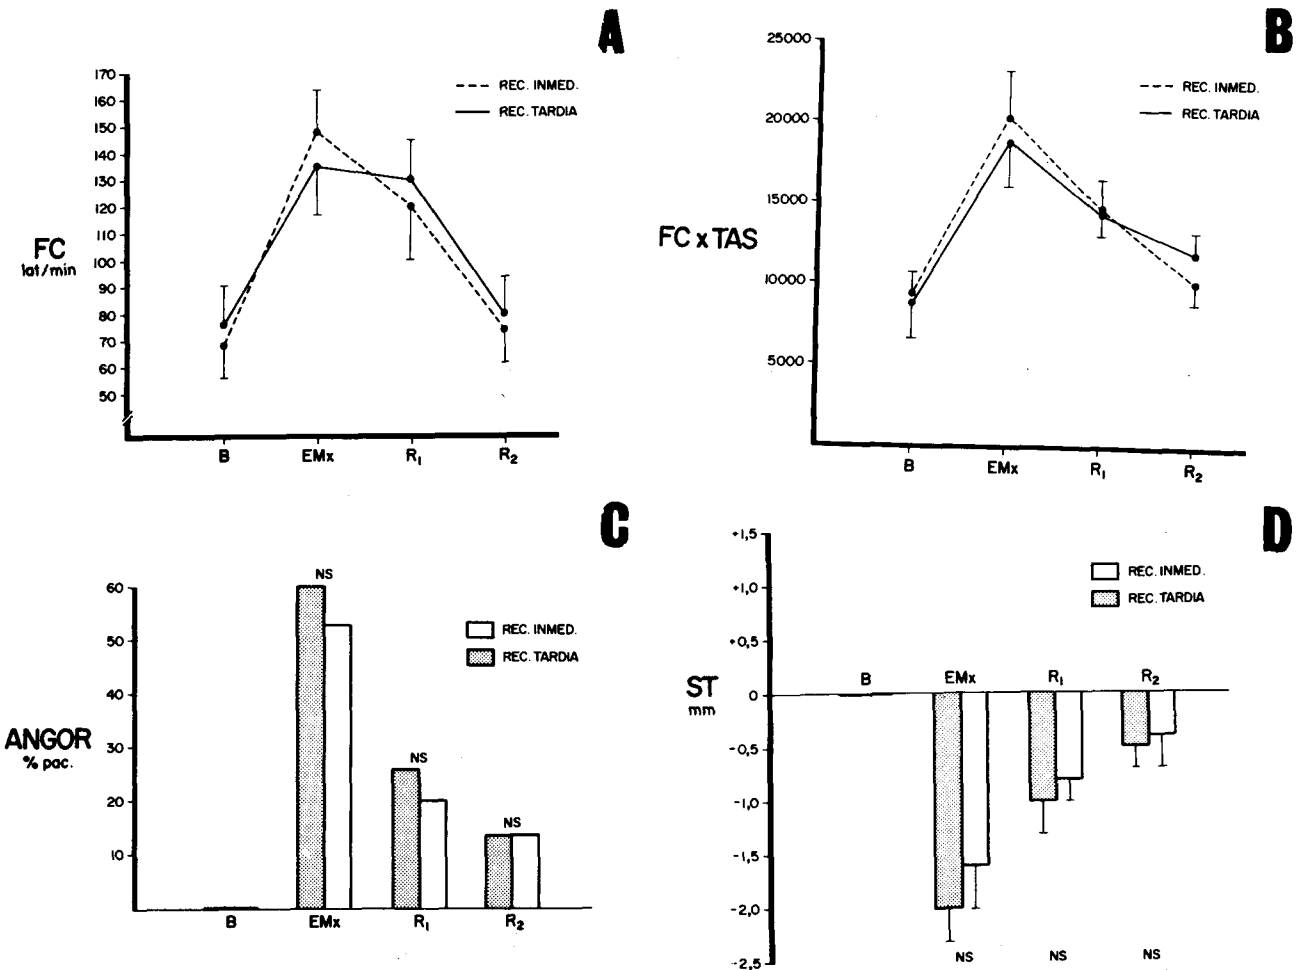 A
170
160
150
140
130
120
110
100
90
80
70
60
50
FC
lat/min
--- REC. INMED.
— REC. TARDIA
B EMx R₁ R₂
B
25000
20000
15000
10000
5000
FC x TAS
--- REC. INMED.
— REC. TARDIA
B EMx R₁ R₂
C
60
50
40
30
20
10
ANGOR
% pac.
NS
NS
NS
REC. INMED.
REC. TARDIA
B EMx R₁ R₂
D
+1,5
+1,0
+0,5
0
-0,5
-1,0
-1,5
-2,0
-2,5
ST
mm
REC. INMED.
REC. TARDIA
B EMx R₁ R₂
NS NS NS